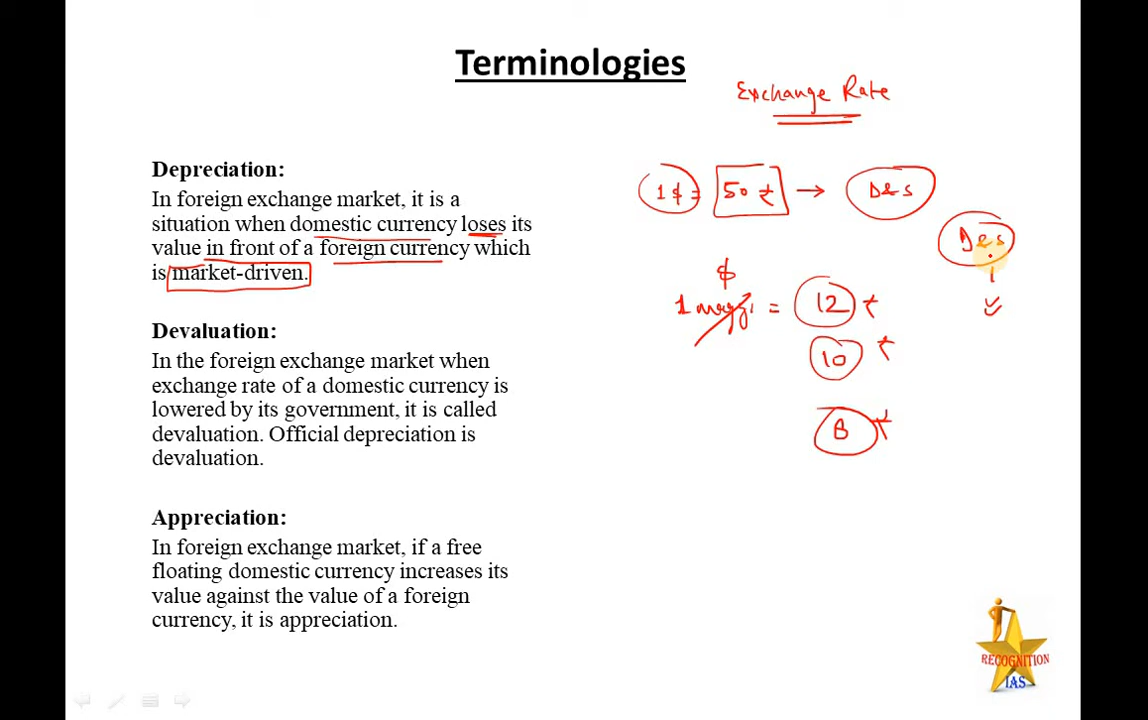 Terminologies
Exchange Rate
Depreciation:
In foreign exchange market, it is a
situation when domestic currency loses its
value in front of a foreign currency which
is market-driven.
1$ = 50 ₹ → D&S
D&S
$
1 maggi = 12 ₹
10 ₹
8 ₹
Devaluation:
In the foreign exchange market when
exchange rate of a domestic currency is
lowered by its government, it is called
devaluation. Official depreciation is
devaluation.
Appreciation:
In foreign exchange market, if a free
floating domestic currency increases its
value against the value of a foreign
currency, it is appreciation.
RECOGNITION
IAS